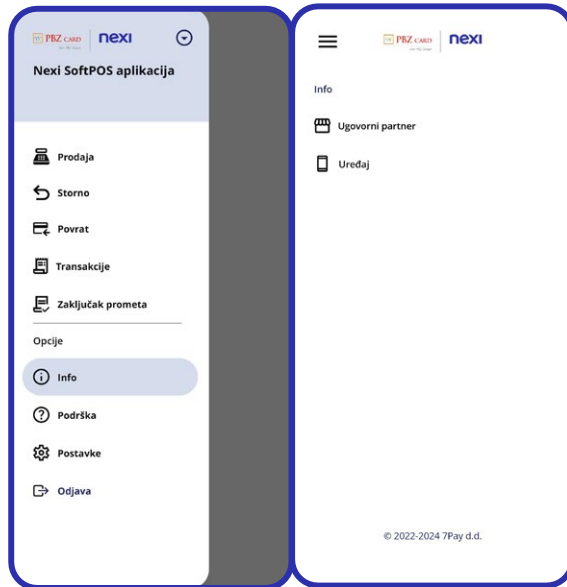 PBZ CARD nexi
Nexi SoftPOS aplikacija
Prodaja
Storno
Povrat
Transakcije
Zaključak prometa
Opcije
Info
Podrška
Postavke
Odjava
PBZ CARD nexi
Info
Ugovorni partner
Uređaj
© 2022-2024 7Pay d.d.